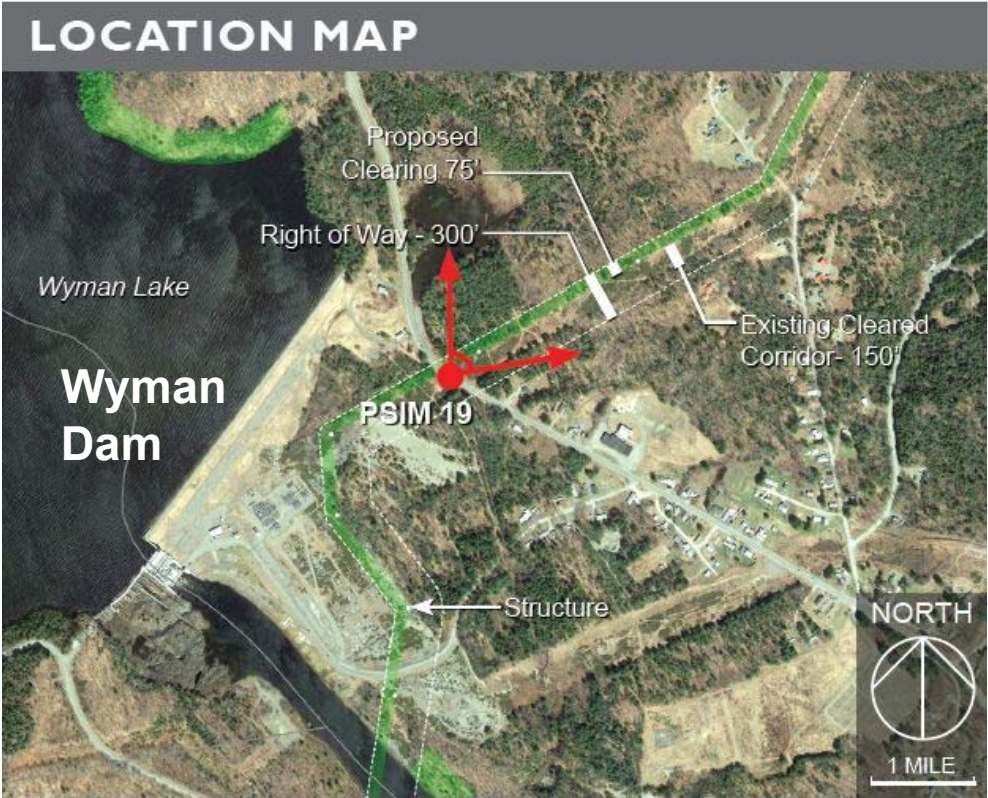 LOCATION MAP
Proposed
Clearing 75'
Right of Way - 300'
Wyman Lake
Existing Cleared
Corridor- 150'
Wyman
Dam
PSIM 19
Structure
NORTH
1 MILE